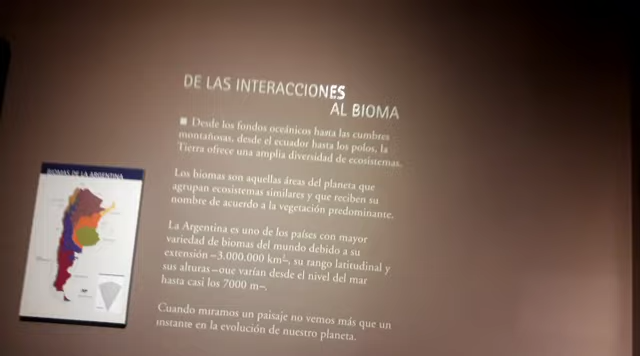 DE LAS INTERACCIONES
AL BIOMA
■ Desde los fondos oceánicos hasta las cumbres
montañosas, desde el ecuador hasta los polos, la
Tierra ofrece una amplia diversidad de ecosistemas.
Los biomas son aquellas áreas del planeta que
agrupan ecosistemas similares y que reciben su
nombre de acuerdo a la vegetación predominante.
La Argentina es uno de los países con mayor
variedad de biomas del mundo debido a su
extensión –3.000.000 km²–, su rango latitudinal y
sus alturas –que varían desde el nivel del mar
hasta casi los 7000 m–.
Cuando miramos un paisaje no vemos más que un
instante en la evolución de nuestro planeta.
BIOMAS DE LA ARGENTINA